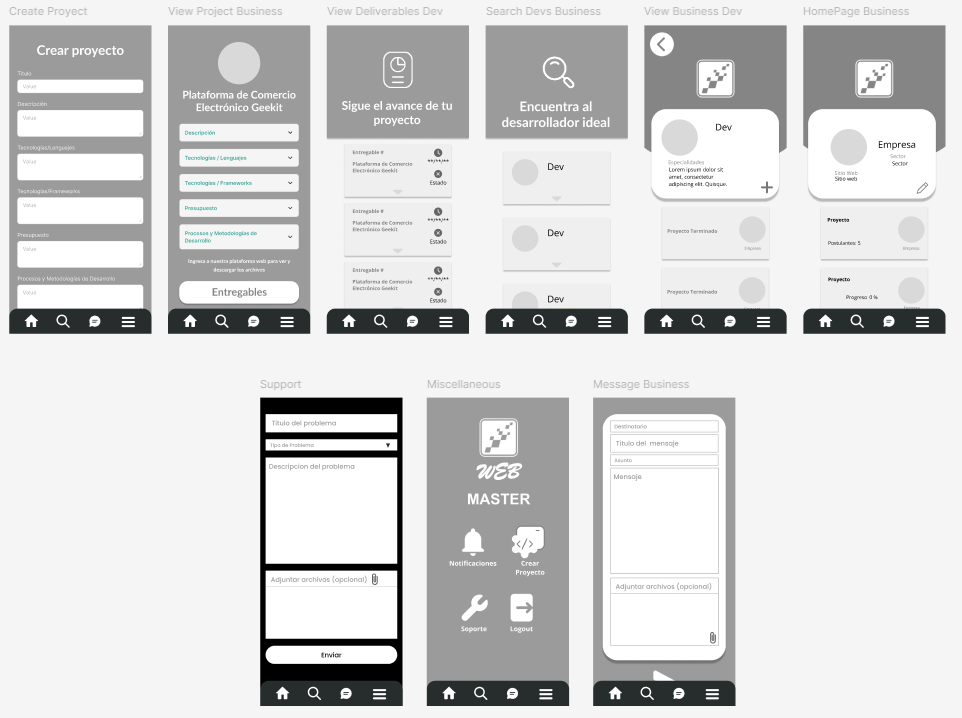 Create Proyect
Crear proyecto
Título
Value
Descripción
Value
Tecnologías/Lenguajes
Value
Tecnologías/Frameworks
Value
Presupuesto
Value
Procesos y Metodologías de Desarrollo
Value
View Project Business
Plataforma de Comercio
Electrónico Geekit
Descripción
Tecnologías / Lenguajes
Tecnologías / Frameworks
Presupuesto
Procesos y Metodologías de
Desarrollo
Ingresa a nuestra plataforma web para ver y
descargar los archivos
Entregables
View Deliverables Dev
Sigue el avance de tu
proyecto
Entregable #
Plataforma de Comercio
Electrónico Geekit
**/**/**
Estado
Entregable #
Plataforma de Comercio
Electrónico Geekit
**/**/**
Estado
Entregable #
Plataforma de Comercio
Electrónico Geekit
**/**/**
Estado
Search Devs Business
Encuentra al
desarrollador ideal
Dev
Dev
Dev
View Business Dev
Dev
Especialidades
Lorem ipsum dolor sit
amet, consectetur
adipiscing elit. Quisque.
Proyecto Terminado
Empresa
Proyecto Terminado
HomePage Business
Empresa
Sector
Sector
Sitio Web
Sitio web
Proyecto
Postulantes: 5
Empresa
Proyecto
Progreso 0 %
Support
Titulo del problema
Tipo de Problema
Descripcion del problema
Adjuntar archivos (opcional)
Enviar
Miscellaneous
WEB
MASTER
Notificaciones
Crear
Proyecto
Soporte
Logout
Message Business
Destinatario
Titulo del mensaje
Asunto
Mensaje
Adjuntar archivos (opcional)